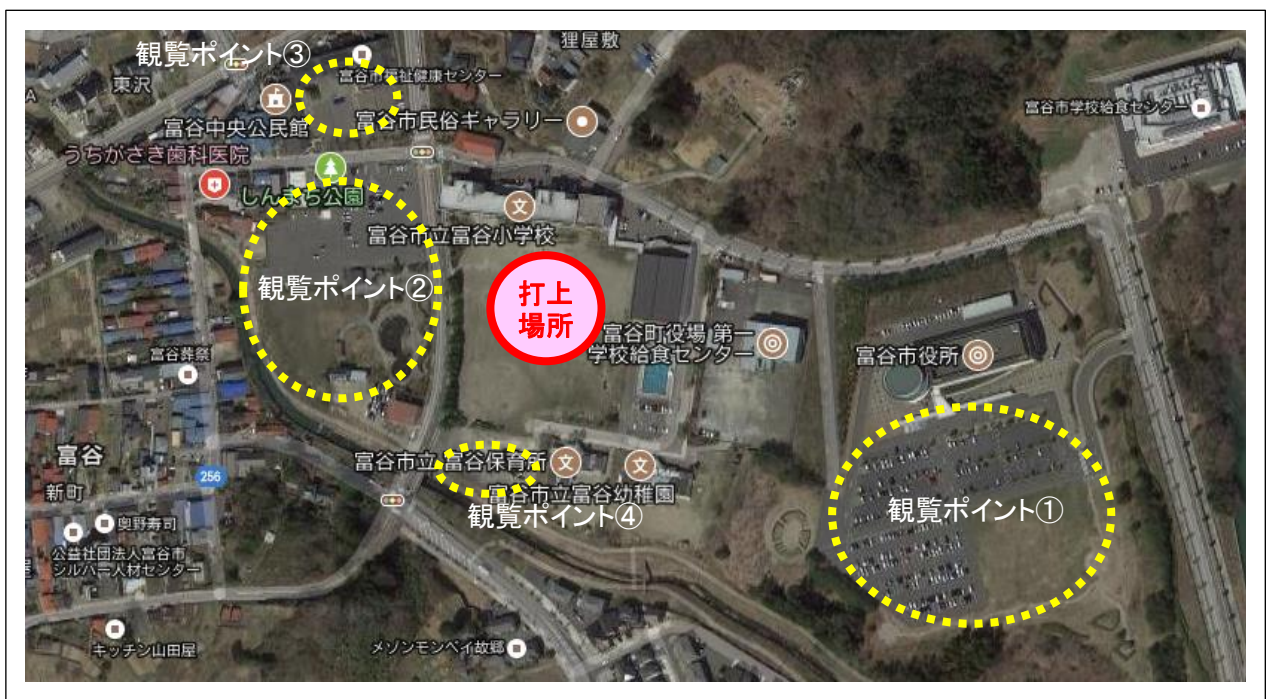 観覧ポイント③
狸屋敷
東沢
富谷市福祉健康センター
富谷中央公民館
富谷市民俗ギャラリー
富谷市学校給食センター
うちがさき歯科医院
しんまち公園
富谷市立富谷小学校
観覧ポイント②
打上
場所
富谷町役場 第一
学校給食センター
富谷市役所
富谷葬祭
富谷
256
新町
富谷市立 富谷保育所
富谷市立富谷幼稚園
観覧ポイント④
観覧ポイント①
奥野寿司
公益社団法人富谷市
シルバー人材センター
キッチン山田屋
メゾンモンペイ故郷